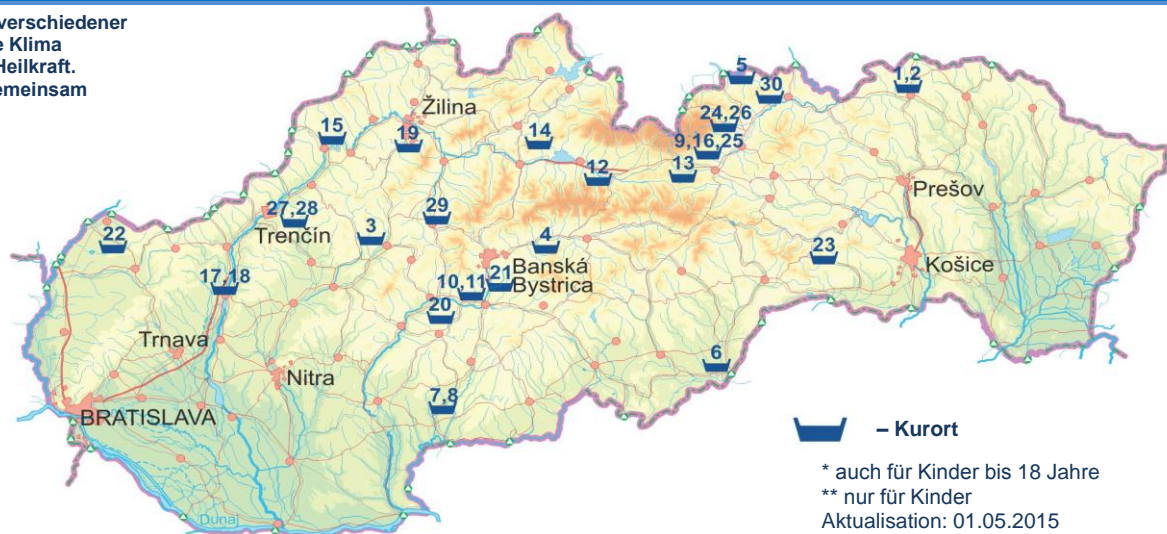 verschiedener
e Klima
Heilkraft.
emeinsam
5
1,2
30
Žilina
24,26
15
19
14
9,16,25
12
13
Prešov
27,28
29
Trenčín
3
22
4
23
Banská
Bystrica
21
Košice
17,18
10,11
20
Trnava
6
Nitra
7,8
BRATISLAVA
– Kurort
* auch für Kinder bis 18 Jahre
** nur für Kinder
Aktualisation: 01.05.2015
Dunaj